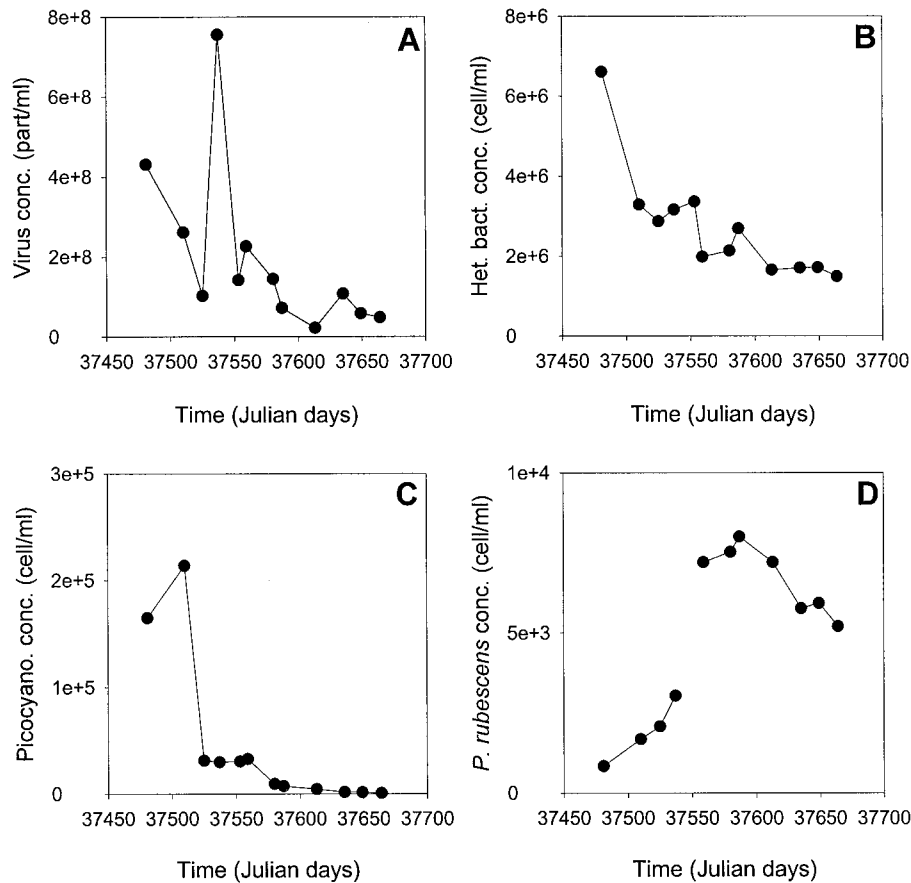 A
Virus conc. (part/ml)
8e+8
6e+8
4e+8
2e+8
0
37450 37500 37550 37600 37650 37700
Time (Julian days)
B
Het. bact. conc. (cell/ml)
8e+6
6e+6
4e+6
2e+6
0
37450 37500 37550 37600 37650 37700
Time (Julian days)
C
Picocyano. conc. (cell/ml)
3e+5
2e+5
1e+5
0
37450 37500 37550 37600 37650 37700
Time (Julian days)
D
P. rubescens conc. (cell/ml)
1e+4
5e+3
0
37450 37500 37550 37600 37650 37700
Time (Julian days)